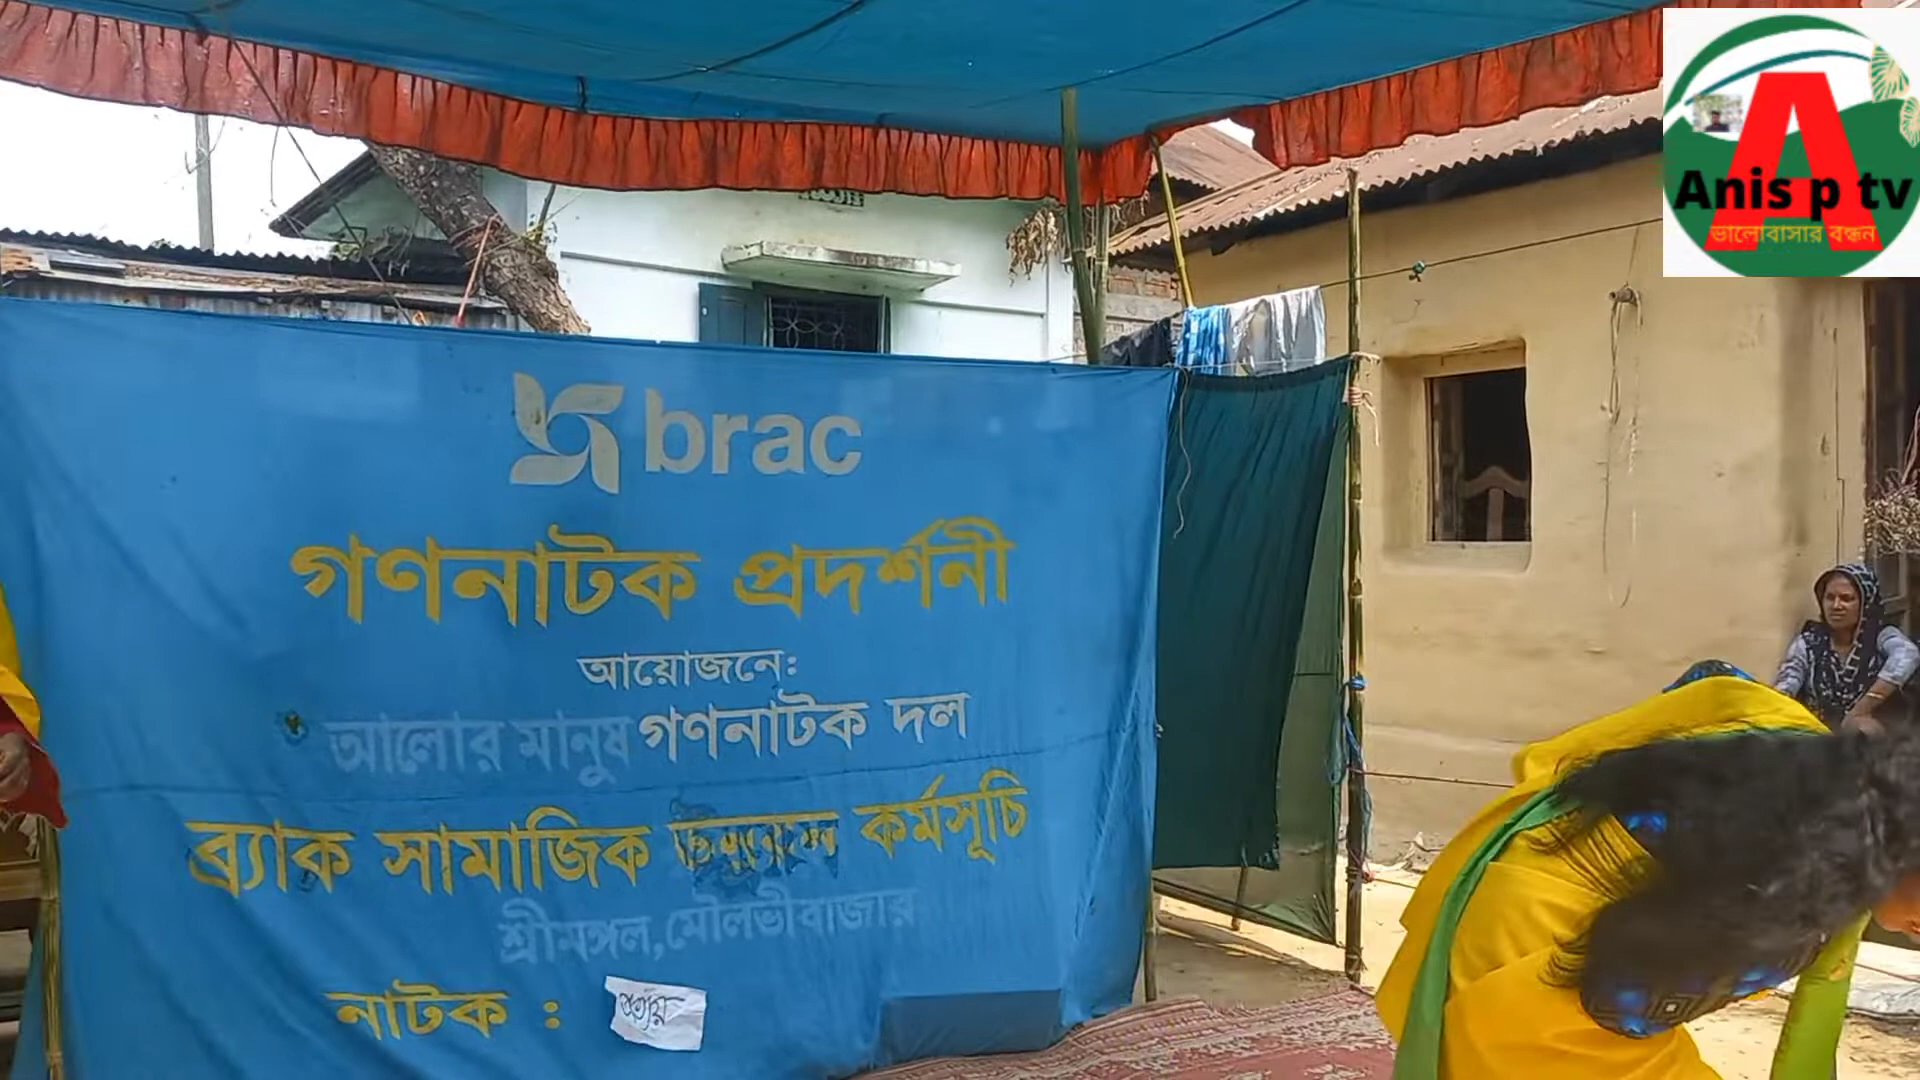 brac
গণনাটক প্রদর্শনী
আয়োজনে:
আলোর মানুষ গণনাটক দল
ব্র্যাক সামাজিক কর্মসূচি
শ্রীমঙ্গল,মৌলভীবাজার
নাটক :
A
Anis p tv
ভালোবাসার বন্ধন